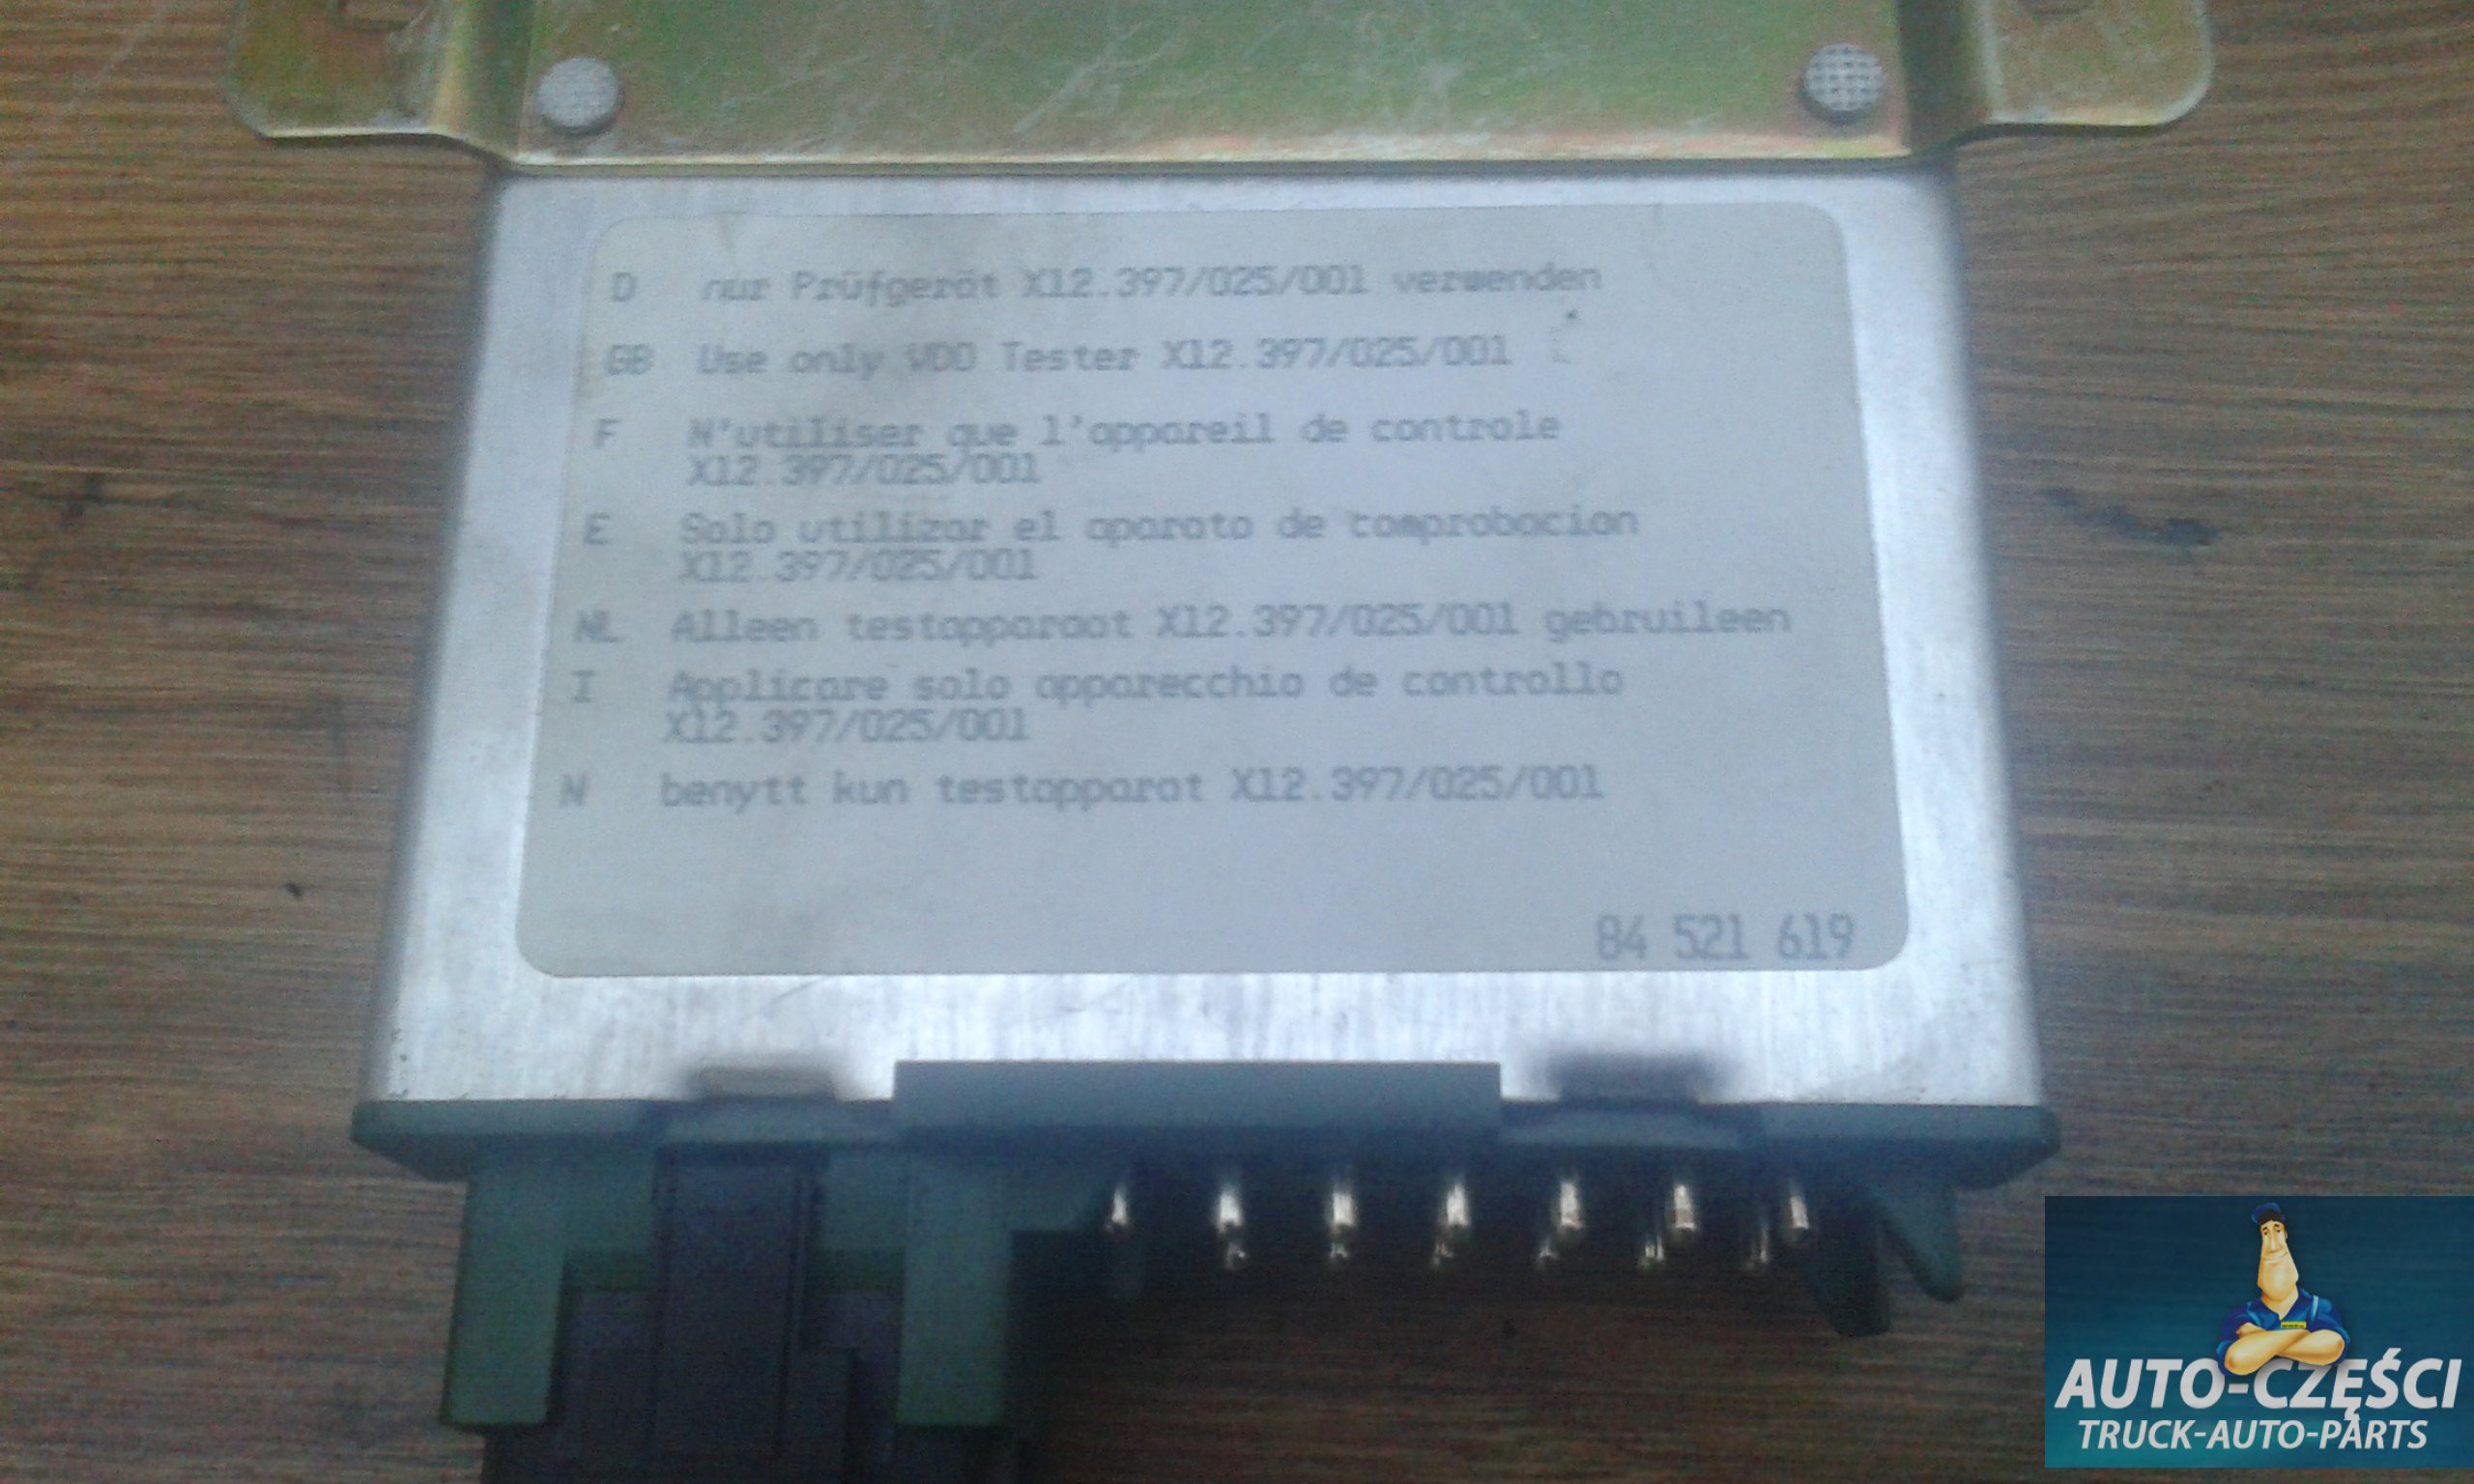 D nur Prüfgerät X12.397/025/001 verwenden
GB Use only VDO Tester X12.397/025/001
F N'utiliser que l'appareil de controle
X12.397/025/001
E Solo utilizar el aparato de comprobacion
X12.397/025/001
NL Alleen testapparaat X12.397/025/001 gebruileen
I Applicare solo apparecchio de controllo
X12.397/025/001
N benytt kun testapparat X12.397/025/001
84 521 619
AUTO-CZĘŚCI
TRUCK-AUTO-PARTS